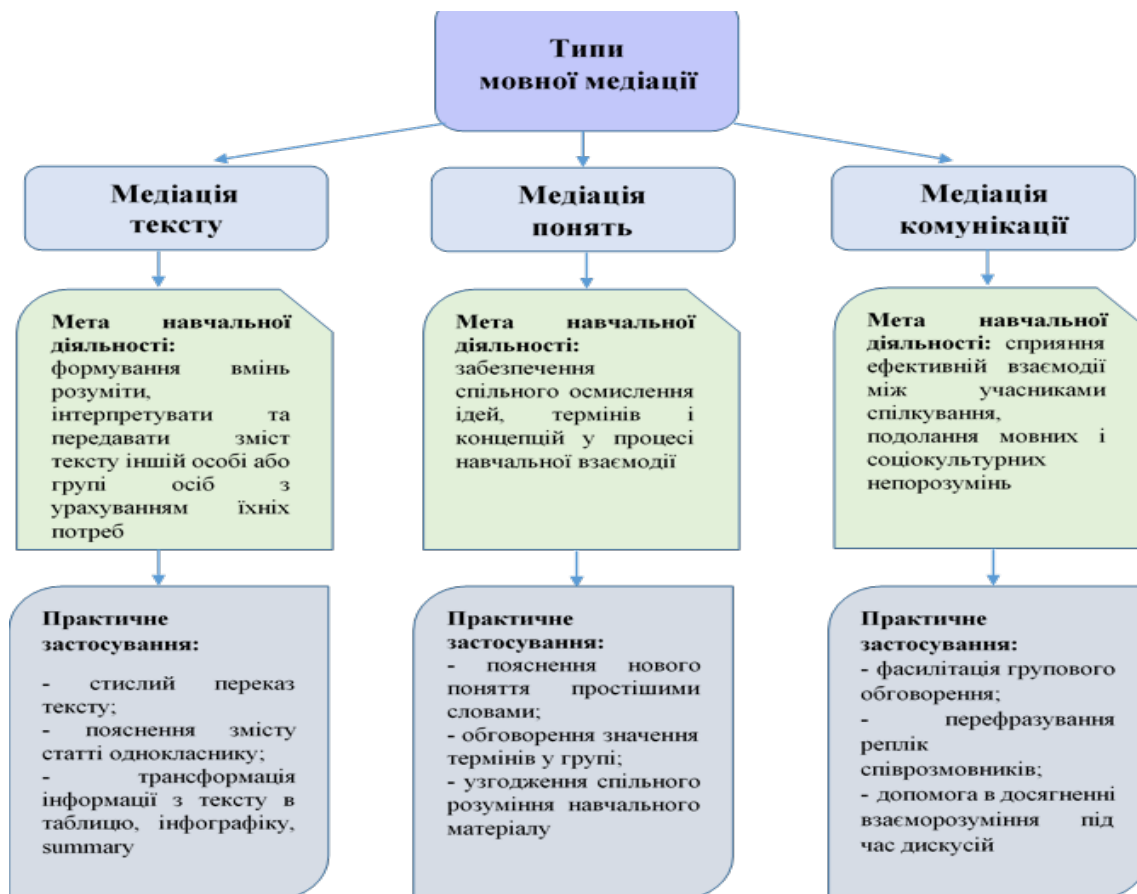 Типи
мовної медіації
Медіація
тексту
Мета навчальної
діяльності:
формування вмінь
розуміти,
інтерпретувати та
передавати зміст
тексту іншій особі або
групі осіб з
урахуванням їхніх
потреб
Практичне
застосування:
- стислий переказ
тексту;
- пояснення змісту
статті однокласнику;
- трансформація
інформації з тексту в
таблицю, інфографіку,
summary
Медіація
понять
Мета навчальної
діяльності:
забезпечення
спільного осмислення
ідей, термінів і
концепцій у процесі
навчальної взаємодії
Практичне
застосування:
- пояснення нового
поняття простішими
словами;
- обговорення значення
термінів у групі;
- узгодження спільного
розуміння навчального
матеріалу
Медіація
комунікації
Мета навчальної
діяльності: сприяння
ефективній взаємодії
між учасниками
спілкування,
подолання мовних і
соціокультурних
непорозумінь
Практичне
застосування:
- фасилітація групового
обговорення;
- перефразування
реплік
співрозмовників;
- допомога в досягненні
взаєморозуміння під
час дискусій